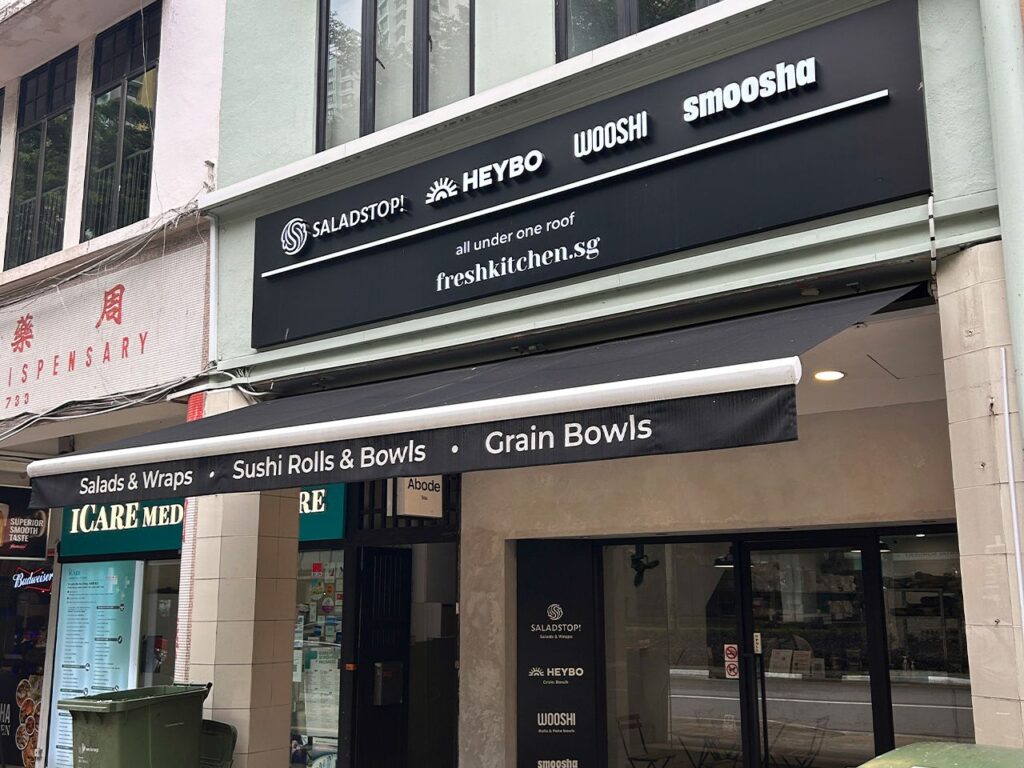 SALADSTOP! HEYBO WOOSHI smoosha
all under one roof
freshkitchen.sg
藥 周
ISPENSARY
Salads & Wraps • Sushi Rolls & Bowls • Grain Bowls
SUPERIOR
SMOOTH
TASTE
Budweiser
iCARE MED
RE
Abode
SALADSTOP!
Salads & Wraps
HEYBO
Grain Bowls
WOOSHI
Rolls & Poke Bowls
smoosha